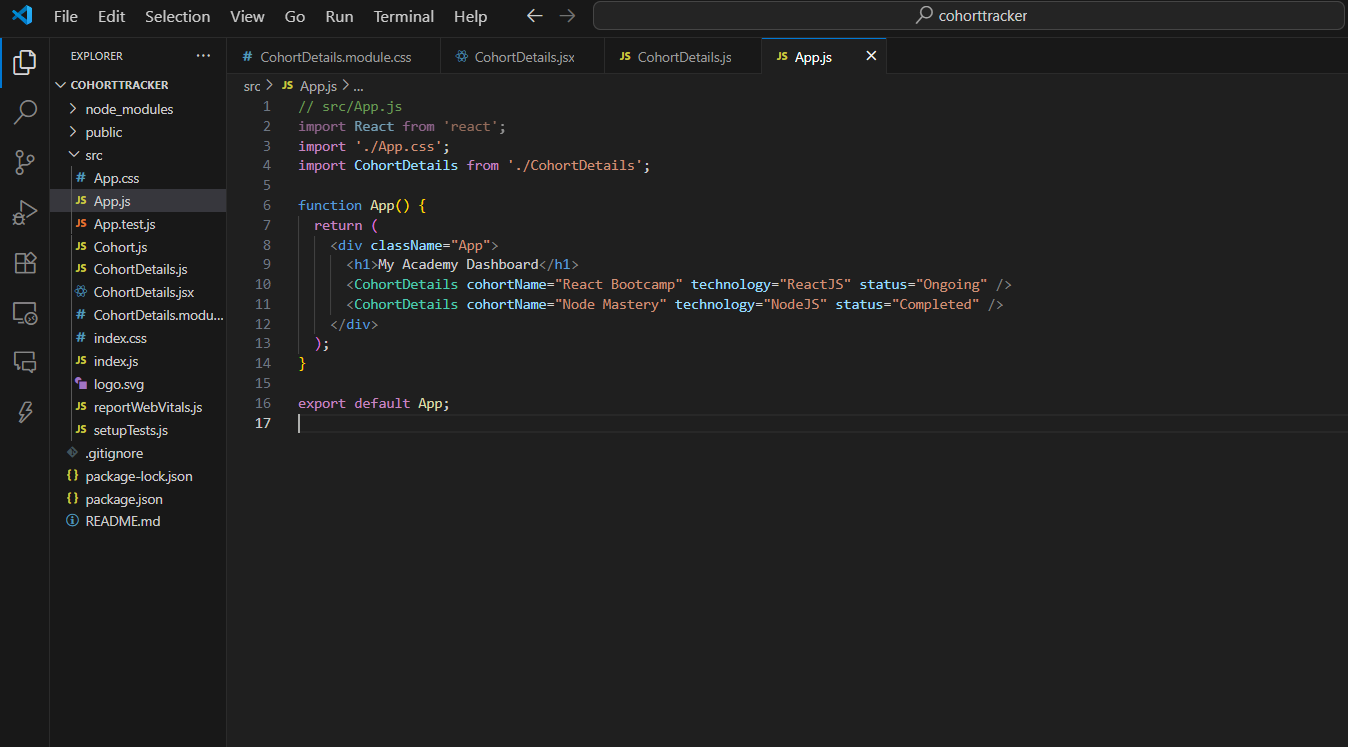 File Edit Selection View Go Run Terminal Help
cohorttracker
EXPLORER
COHORTTRACKER
node_modules
public
src
App.css
App.js
App.test.js
Cohort.js
CohortDetails.js
CohortDetails.jsx
CohortDetails.modu...
index.css
index.js
logo.svg
reportWebVitals.js
setupTests.js
.gitignore
package-lock.json
package.json
README.md
CohortDetails.module.css CohortDetails.jsx CohortDetails.js App.js
src > App.js > ...
1 // src/App.js
2 import React from 'react';
3 import './App.css';
4 import CohortDetails from './CohortDetails';
5
6 function App() {
7 return (
8 <div className="App">
9 <h1>My Academy Dashboard</h1>
10 <CohortDetails cohortName="React Bootcamp" technology="ReactJS" status="Ongoing" />
11 <CohortDetails cohortName="Node Mastery" technology="NodeJS" status="Completed" />
12 </div>
13 );
14 }
15
16 export default App;
17